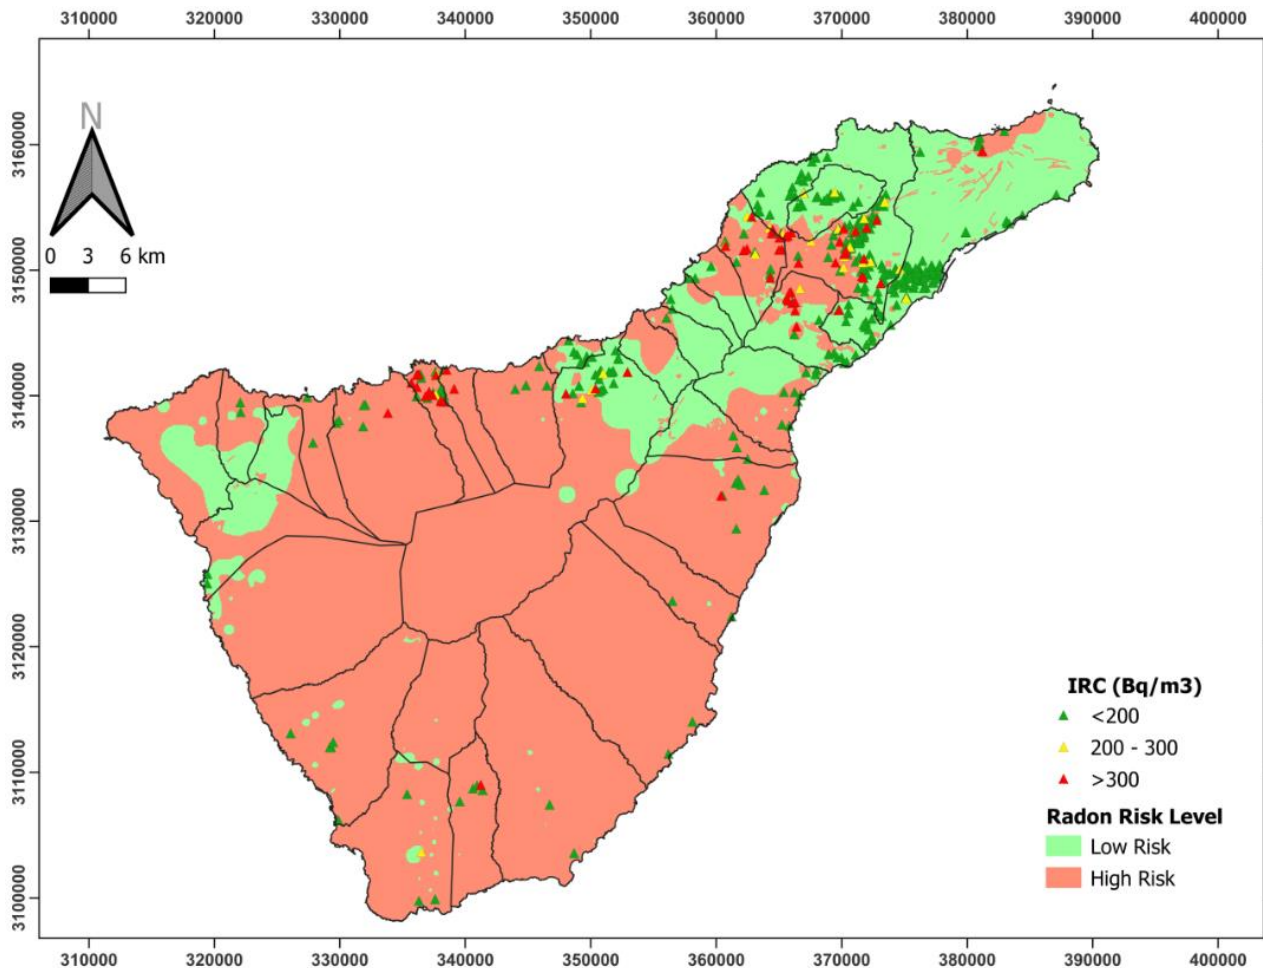 310000 320000 330000 340000 350000 360000 370000 380000 390000 400000
N
0 3 6 km
3160000
3150000
3140000
3130000
3120000
3110000
3100000
IRC (Bq/m3)
<200
200 - 300
>300
Radon Risk Level
Low Risk
High Risk
310000 320000 330000 340000 350000 360000 370000 380000 390000 400000